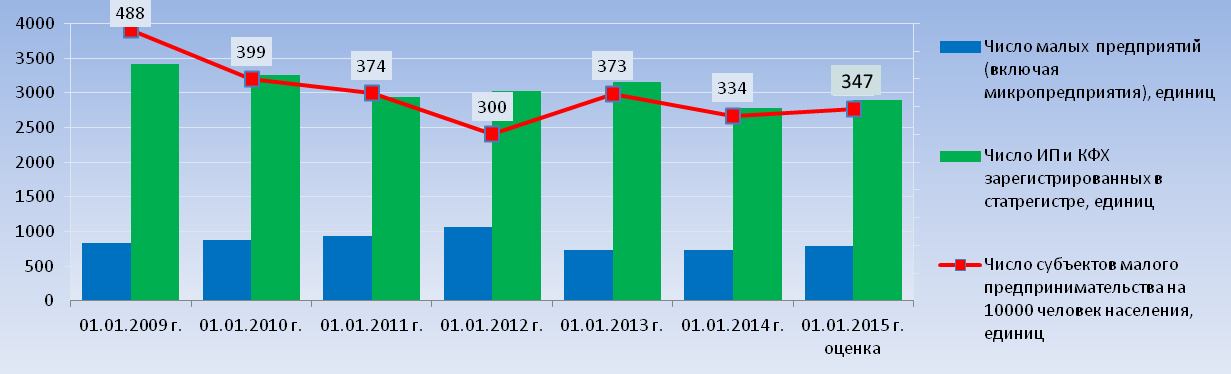 488
399
374
300
373
334
347
4000
3500
3000
2500
2000
1500
1000
500
0
01.01.2009 г.
01.01.2010 г.
01.01.2011 г.
01.01.2012 г.
01.01.2013 г.
01.01.2014 г.
01.01.2015 г.
оценка
Число малых предприятий
(включая
микропредприятия), единиц
Число ИП и КФХ
зарегистрированных в
статрегистре, единиц
Число субъектов малого
предпринимательства на
10000 человек населения,
единиц